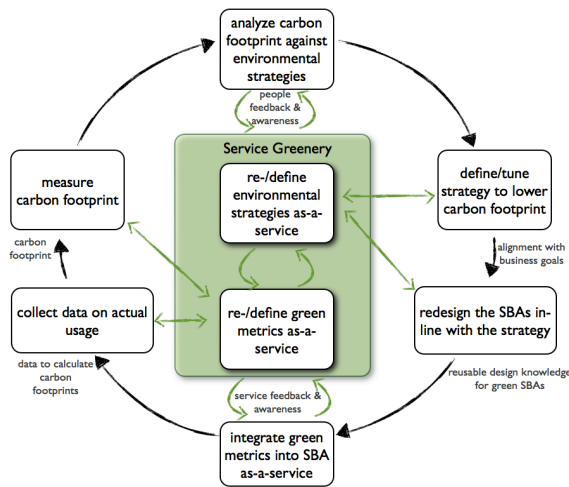 analyze carbon
footprint against
environmental
strategies
people
feedback &
awareness
Service Greenery
re-/define
environmental
strategies as-a-
service
measure
carbon footprint
define/tune
strategy to lower
carbon footprint
carbon
footprint
alignment with
business goals
collect data on actual
usage
re-/define green
metrics as-a-
service
redesign the SBAs in-
line with the strategy
data to calculate
carbon
footprints
reusable design knowledge
for green SBAs
service feedback &
awareness
integrate green
metrics into SBA
as-a-service